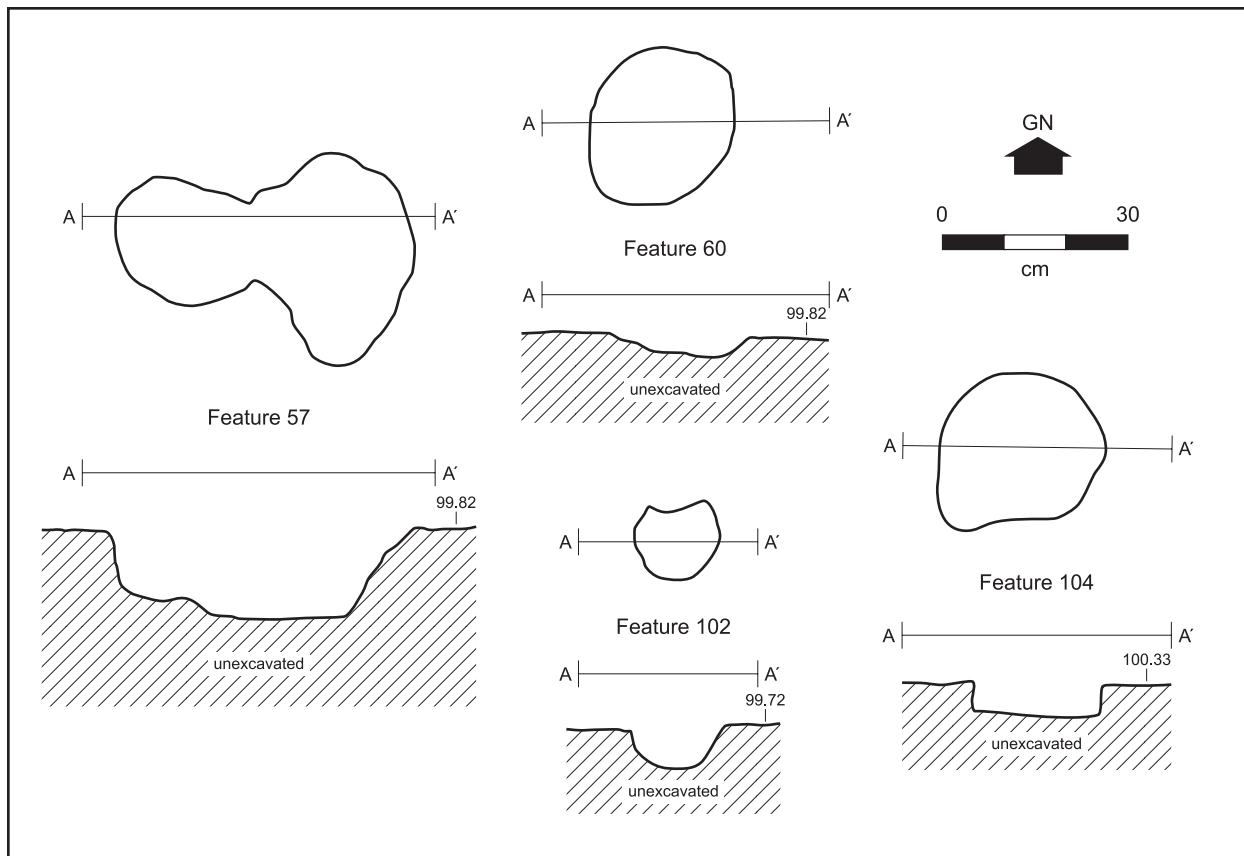 A A′
Feature 57
A A′
99.82
unexcavated
A A′
Feature 60
A A′
99.82
unexcavated
A A′
Feature 102
A A′
99.72
unexcavated
GN
0 30
cm
A A′
Feature 104
A A′
100.33
unexcavated